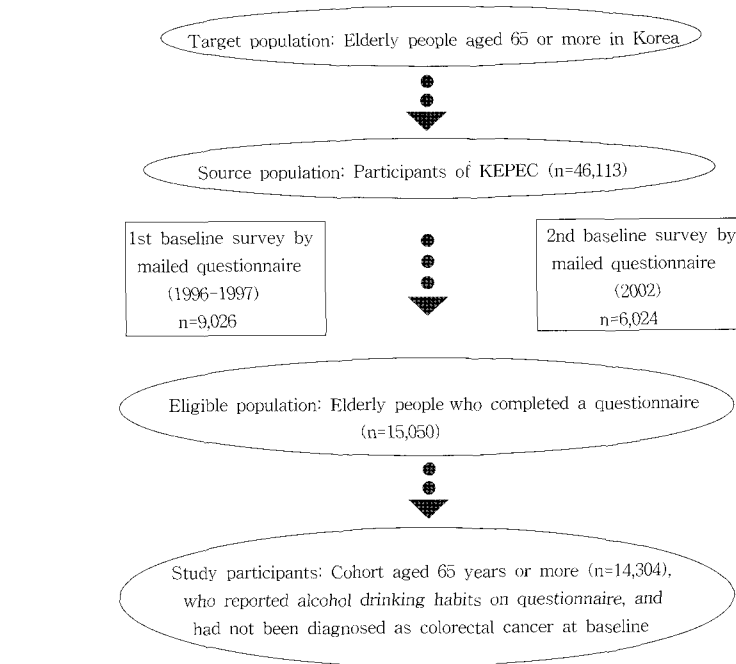 Target population: Elderly people aged 65 or more in Korea
Source population: Participants of KEPEC (n=46,113)
1st baseline survey by
mailed questionnaire
(1996-1997)
n=9,026
2nd baseline survey by
mailed questionnaire
(2002)
n=6,024
Eligible population: Elderly people who completed a questionnaire
(n=15,050)
Study participants: Cohort aged 65 years or more (n=14,304),
who reported alcohol drinking habits on questionnaire, and
had not been diagnosed as colorectal cancer at baseline